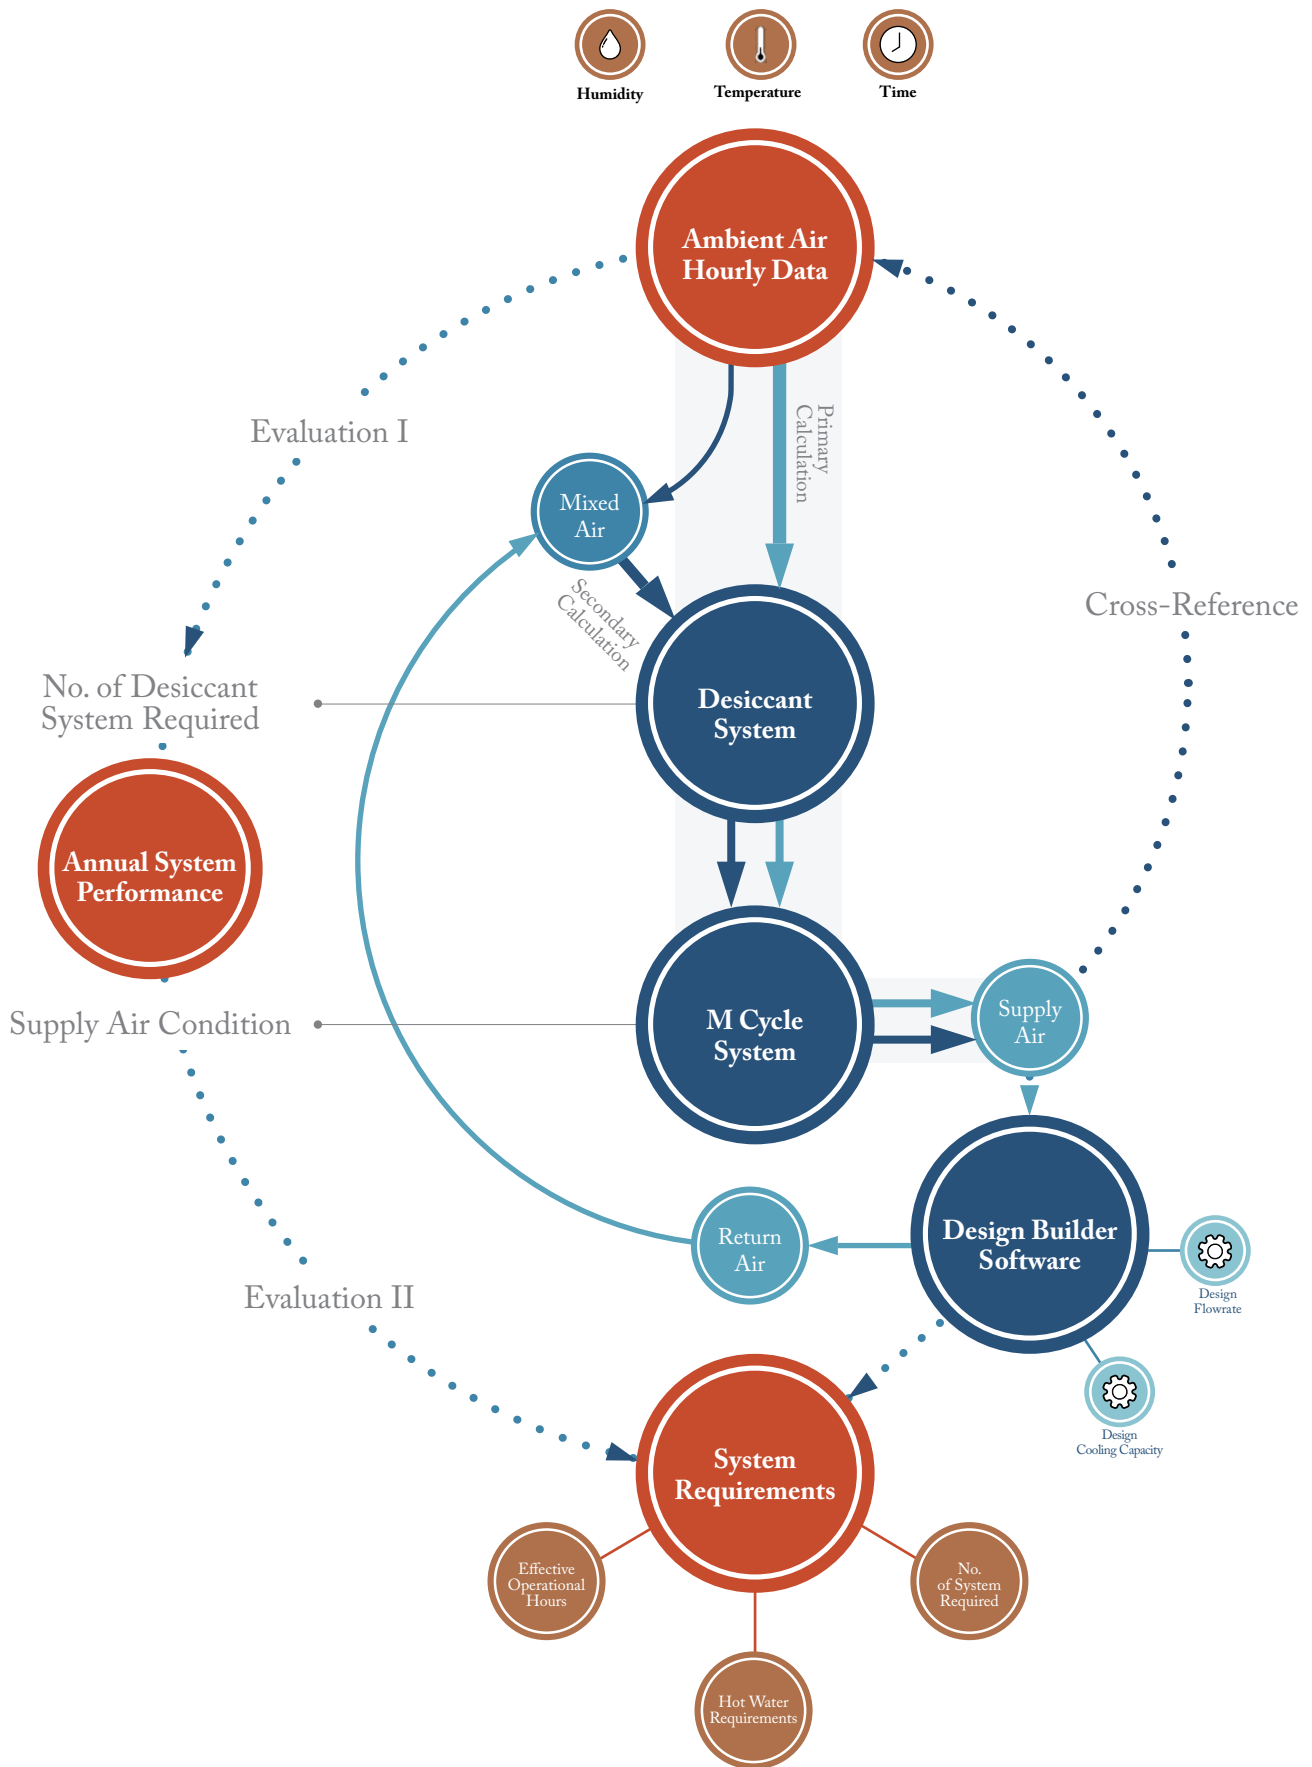 Humidity
Temperature
Time
Ambient Air
Hourly Data
Primary
Calculation
Evaluation I
Mixed
Air
Secondary
Calculation
Cross-Reference
No. of Desiccant
System Required
Desiccant
System
Annual System
Performance
Supply Air Condition
M Cycle
System
Supply
Air
Return
Air
Design Builder
Software
Design
Flowrate
Evaluation II
Design
Cooling Capacity
System
Requirements
Effective
Operational
Hours
No.
of System
Required
Hot Water
Requirements